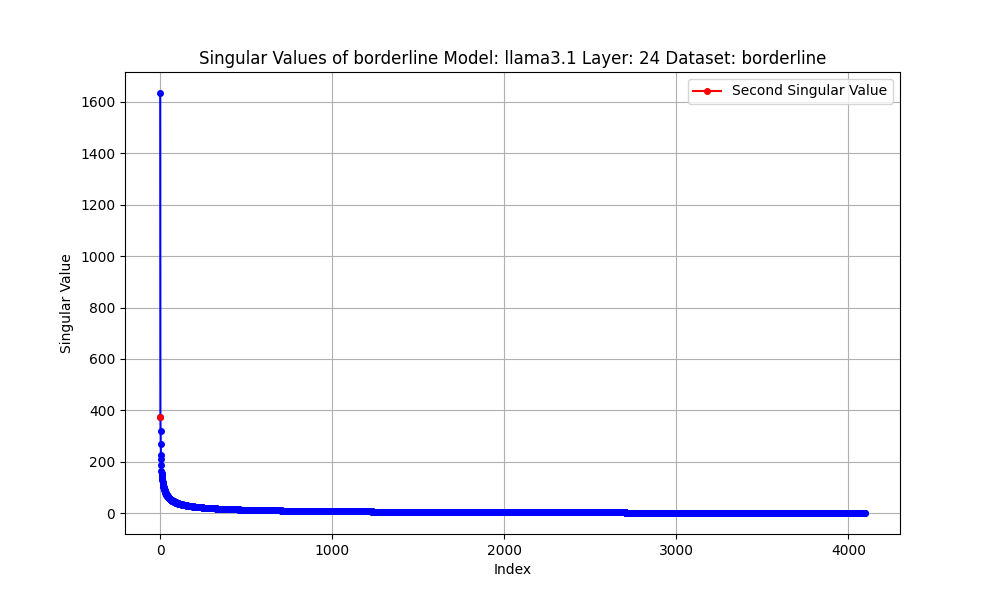 Singular Values of borderline Model: llama3.1 Layer: 24 Dataset: borderline
Second Singular Value
1600
1400
1200
1000
800
600
400
200
0
Singular Value
0 1000 2000 3000 4000
Index